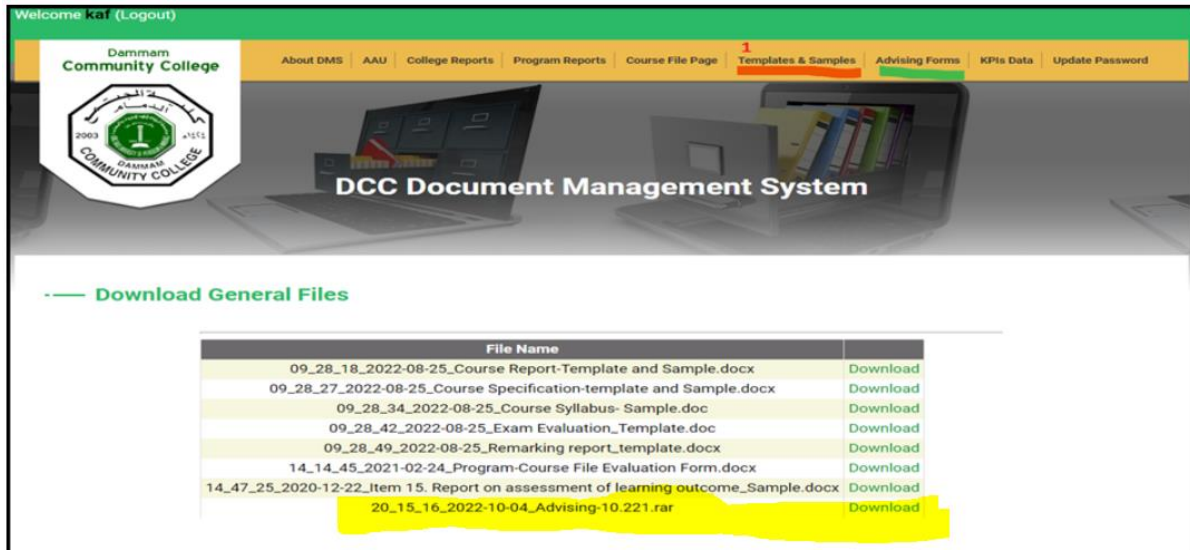 Welcome kaf (Logout)
1
Dammam
Community College
About DMS AAU College Reports Program Reports Course File Page Templates & Samples Advising Forms KPIs Data Update Password
2003
DAMMAM
COMMUNITY COLLEGE
DCC Document Management System
Download General Files
File Name
09_28_18_2022-08-25_Course Report-Template and Sample.docx Download
09_28_27_2022-08-25_Course Specification-template and Sample.docx Download
09_28_34_2022-08-25_Course Syllabus- Sample.doc Download
09_28_42_2022-08-25_Exam Evaluation_Template.doc Download
09_28_49_2022-08-25_Remarking report_template.docx Download
14_14_45_2021-02-24_Program-Course File Evaluation Form.docx Download
14_47_25_2020-12-22_Item 15. Report on assessment of learning outcome_Sample.docx Download
20_15_16_2022-10-04_Advising-10.221.rar Download